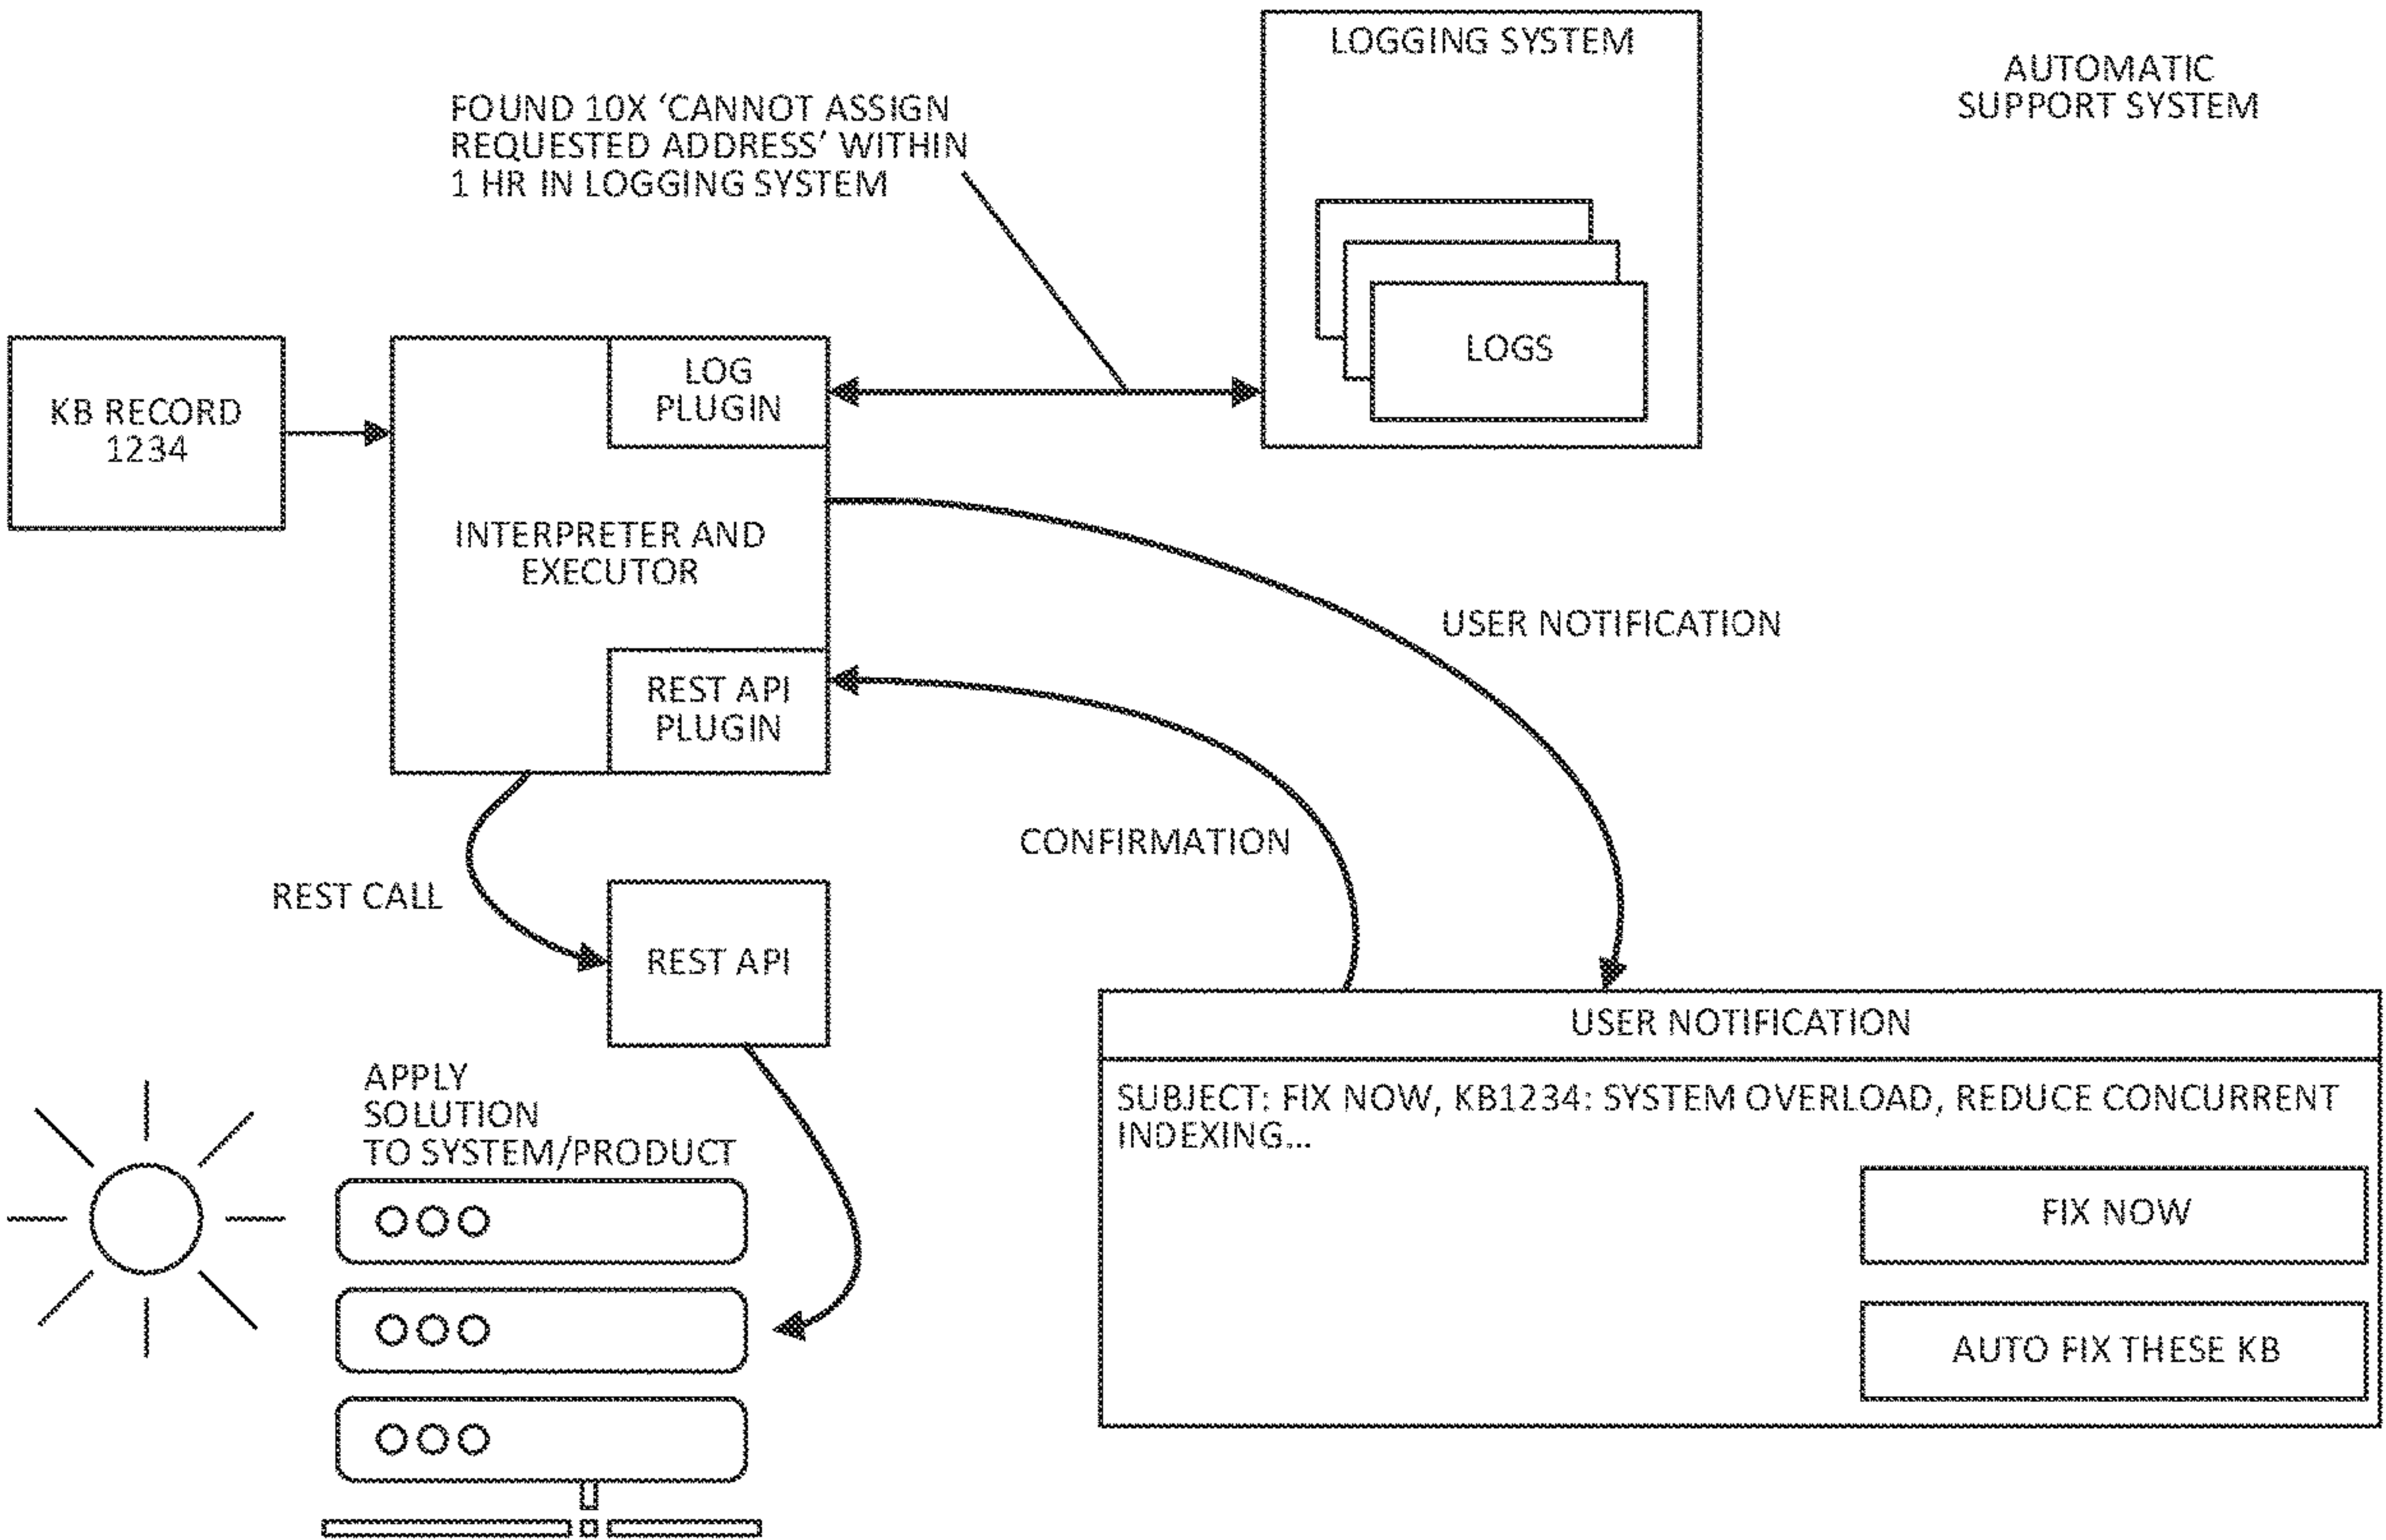 LOGGING SYSTEM
AUTOMATIC
SUPPORT SYSTEM
FOUND 10X ‘CANNOT ASSIGN
REQUESTED ADDRESS’ WITHIN
1 HR IN LOGGING SYSTEM
LOGS
KB RECORD
1234
LOG
PLUGIN
INTERPRETER AND
EXECUTOR
USER NOTIFICATION
REST API
PLUGIN
CONFIRMATION
REST CALL
REST API
USER NOTIFICATION
SUBJECT: FIX NOW, KB1234: SYSTEM OVERLOAD, REDUCE CONCURRENT
INDEXING...
FIX NOW
AUTO FIX THESE KB
APPLY
SOLUTION
TO SYSTEM/PRODUCT